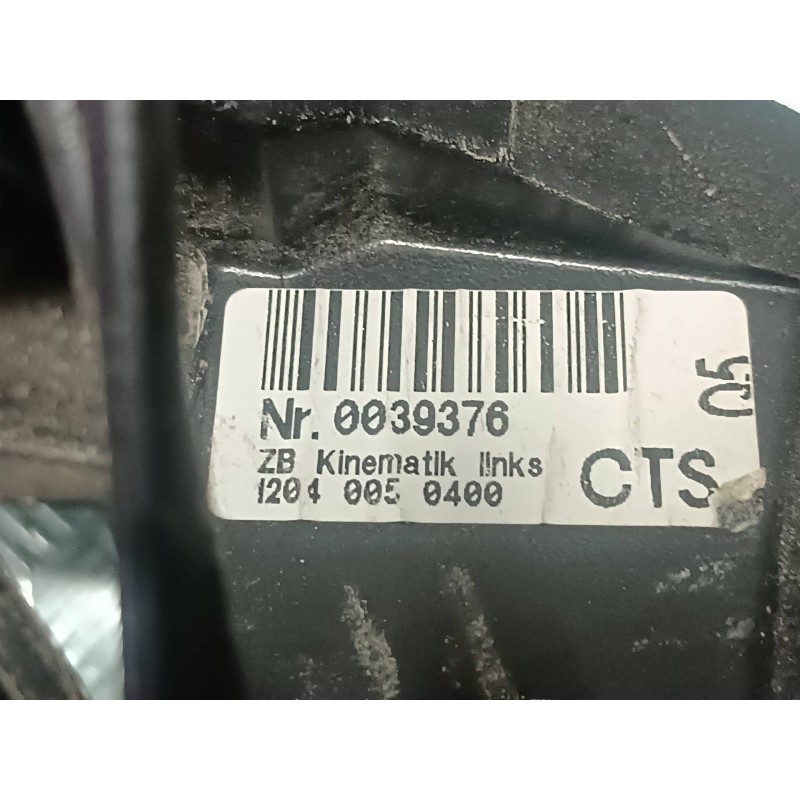 Nr. 0039376
ZB Kinematik links
1204 005 0400
CTS
05